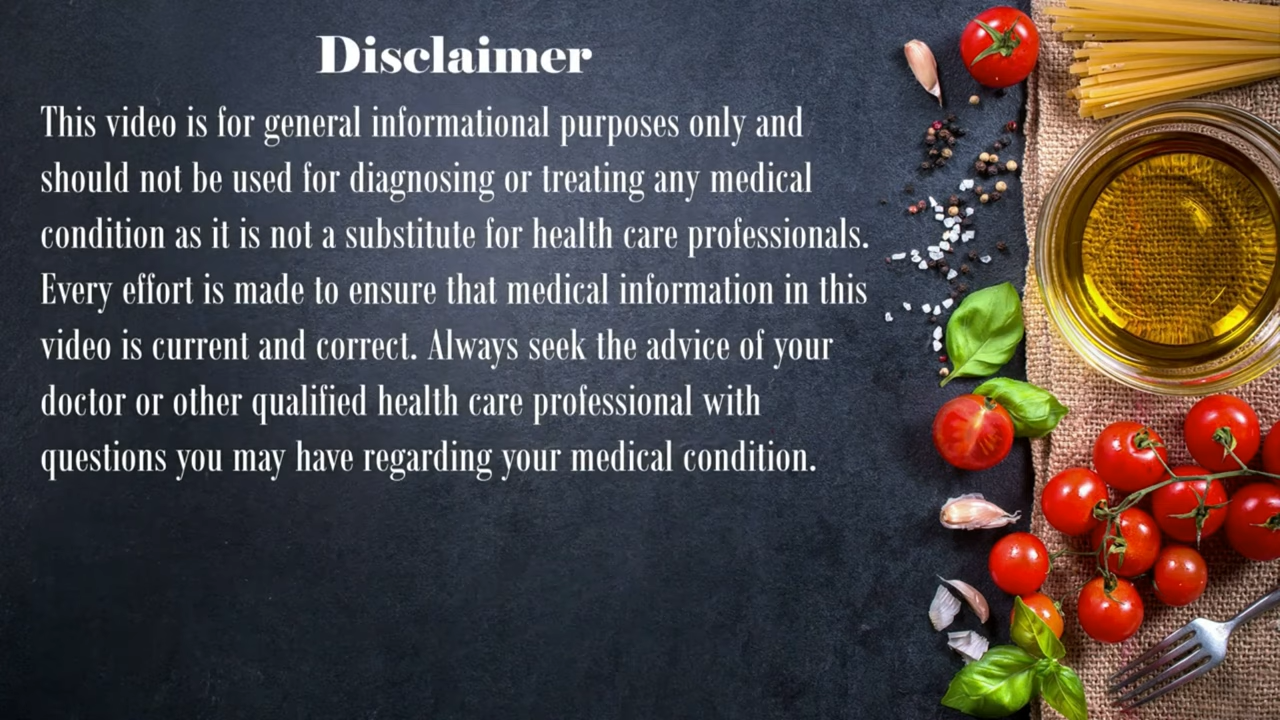 Disclaimer
This video is for general informational purposes only and
should not be used for diagnosing or treating any medical
condition as it is not a substitute for health care professionals.
Every effort is made to ensure that medical information in this
video is current and correct. Always seek the advice of your
doctor or other qualified health care professional with
questions you may have regarding your medical condition.